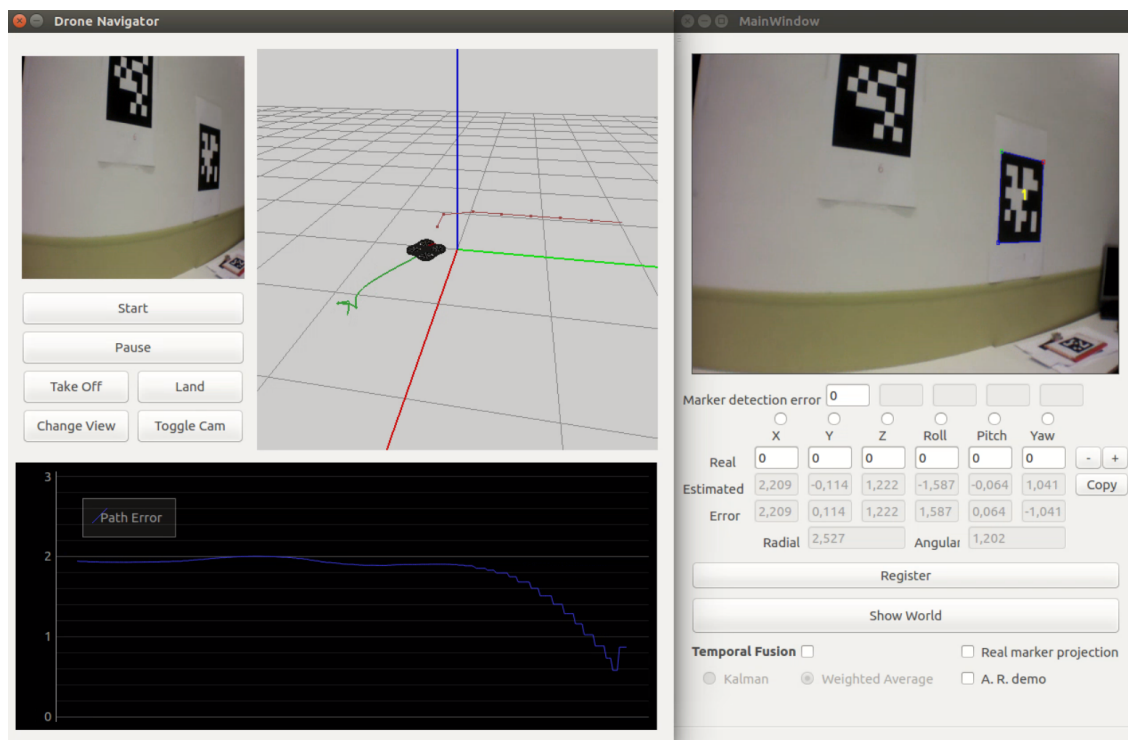 Drone Navigator
Start
Pause
Take Off
Land
Change View
Toggle Cam
3
Path Error
2
1
0
MainWindow
6
1
Marker detection error 0
X Y Z Roll Pitch Yaw
Real 0 0 0 0 0 0 - +
Estimated 2,209 -0,114 1,222 -1,587 -0,064 1,041 Copy
Error 2,209 0,114 1,222 1,587 0,064 -1,041
Radial 2,527 Angular 1,202
Register
Show World
Temporal Fusion Real marker projection
Kalman Weighted Average A. R. demo